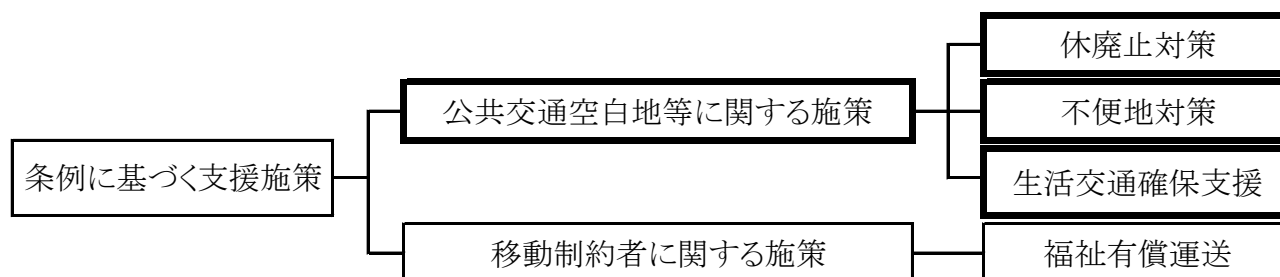 休廃止対策
公共交通空白地等に関する施策
不便地対策
条例に基づく支援施策
生活交通確保支援
移動制約者に関する施策
福祉有償運送